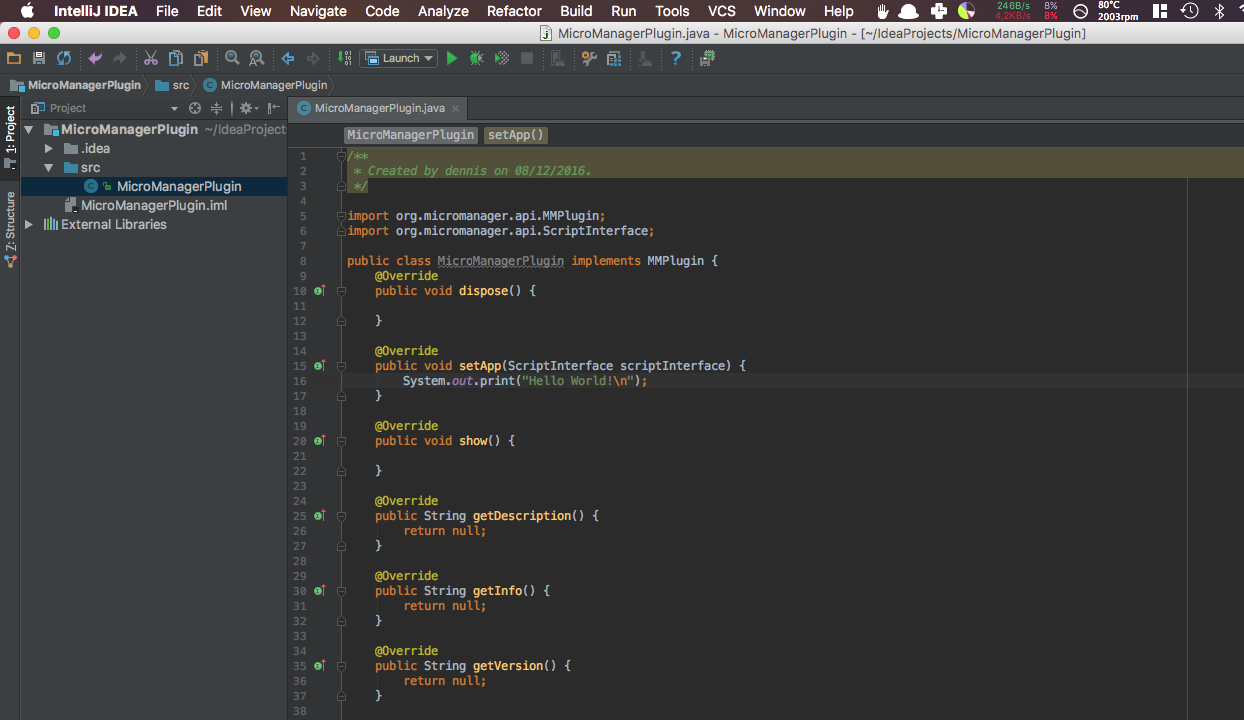 IntelliJ IDEA File Edit View Navigate Code Analyze Refactor Build Run Tools VCS Window Help 246B/s 4,2KB/s 8% 8% 80°C 2003rpm
MicroManagerPlugin.java - MicroManagerPlugin - [~/IdeaProjects/MicroManagerPlugin]
Launch
MicroManagerPlugin src MicroManagerPlugin
1: Project
Z: Structure
Project
MicroManagerPlugin ~/IdeaProject
.idea
src
MicroManagerPlugin
MicroManagerPlugin.iml
External Libraries
MicroManagerPlugin.java
MicroManagerPlugin setApp()
1 /**
2 * Created by dennis on 08/12/2016.
3 */
4
5 import org.micromanager.api.MMPlugin;
6 import org.micromanager.api.ScriptInterface;
7
8 public class MicroManagerPlugin implements MMPlugin {
9 @Override
10 public void dispose() {
11
12 }
13
14 @Override
15 public void setApp(ScriptInterface scriptInterface) {
16 System.out.print("Hello World!\n");
17 }
18
19 @Override
20 public void show() {
21
22 }
23
24 @Override
25 public String getDescription() {
26 return null;
27 }
28
29 @Override
30 public String getInfo() {
31 return null;
32 }
33
34 @Override
35 public String getVersion() {
36 return null;
37 }
38